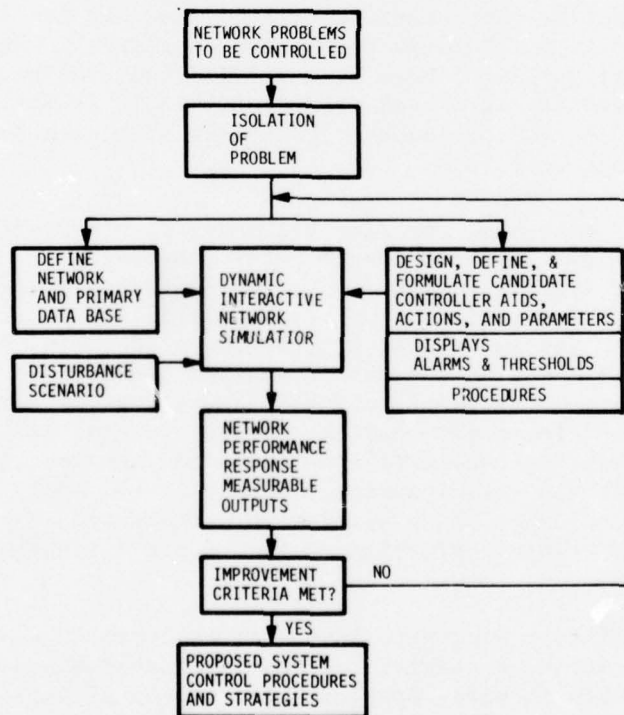 NETWORK PROBLEMS
TO BE CONTROLLED
ISOLATION
OF
PROBLEM
DEFINE
NETWORK
AND PRIMARY
DATA BASE
DYNAMIC
INTERACTIVE
NETWORK
SIMULATIOR
DESIGN, DEFINE, &
FORMULATE CANDIDATE
CONTROLLER AIDS,
ACTIONS, AND PARAMETERS
DISPLAYS
ALARMS & THRESHOLDS
PROCEDURES
DISTURBANCE
SCENARIO
NETWORK
PERFORMANCE
RESPONSE
MEASURABLE
OUTPUTS
IMPROVEMENT
CRITERIA MET?
NO
YES
PROPOSED SYSTEM
CONTROL PROCEDURES
AND STRATEGIES